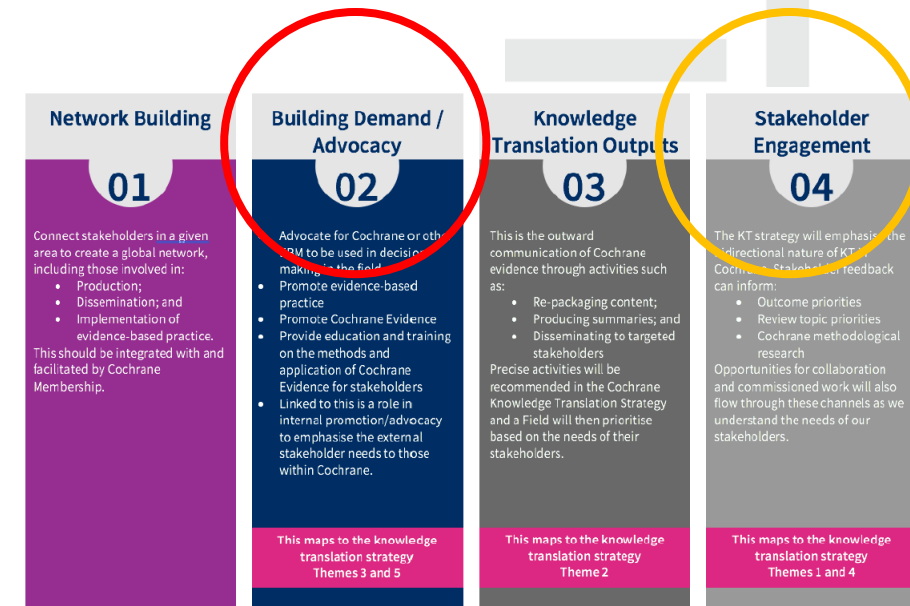 Network Building
01
Connect stakeholders in a given
area to create a global network,
including those involved in:
• Production;
• Dissemination; and
• Implementation of
evidence-based practice.
This should be integrated with and
facilitated by Cochrane
Membership.
Building Demand /
Advocacy
02
Advocate for Cochrane or other
to be used in decision
making in the field
• Promote evidence-based
practice
• Promote Cochrane Evidence
• Provide education and training
on the methods and
application of Cochrane
Evidence for stakeholders
• Linked to this is a role in
internal promotion/advocacy
to emphasise the external
stakeholder needs to those
within Cochrane.
This maps to the knowledge
translation strategy
Themes 3 and 5
Knowledge
Translation Outputs
03
This is the outward
communication of Cochrane
evidence through activities such
as:
• Re-packaging content;
• Producing summaries; and
• Disseminating to targeted
stakeholders
Precise activities will be
recommended in the Cochrane
Knowledge Translation Strategy
and a Field will then prioritise
based on the needs of their
stakeholders.
This maps to the knowledge
translation strategy
Theme 2
Stakeholder
Engagement
04
The KT strategy will emphasise the
bidirectional nature of KT in
Cochrane. Stakeholder feedback
can inform:
• Outcome priorities
• Review topic priorities
• Cochrane methodological
research
Opportunities for collaboration
and commissioned work will also
flow through these channels as we
understand the needs of our
stakeholders.
This maps to the knowledge
translation strategy
Themes 1 and 4